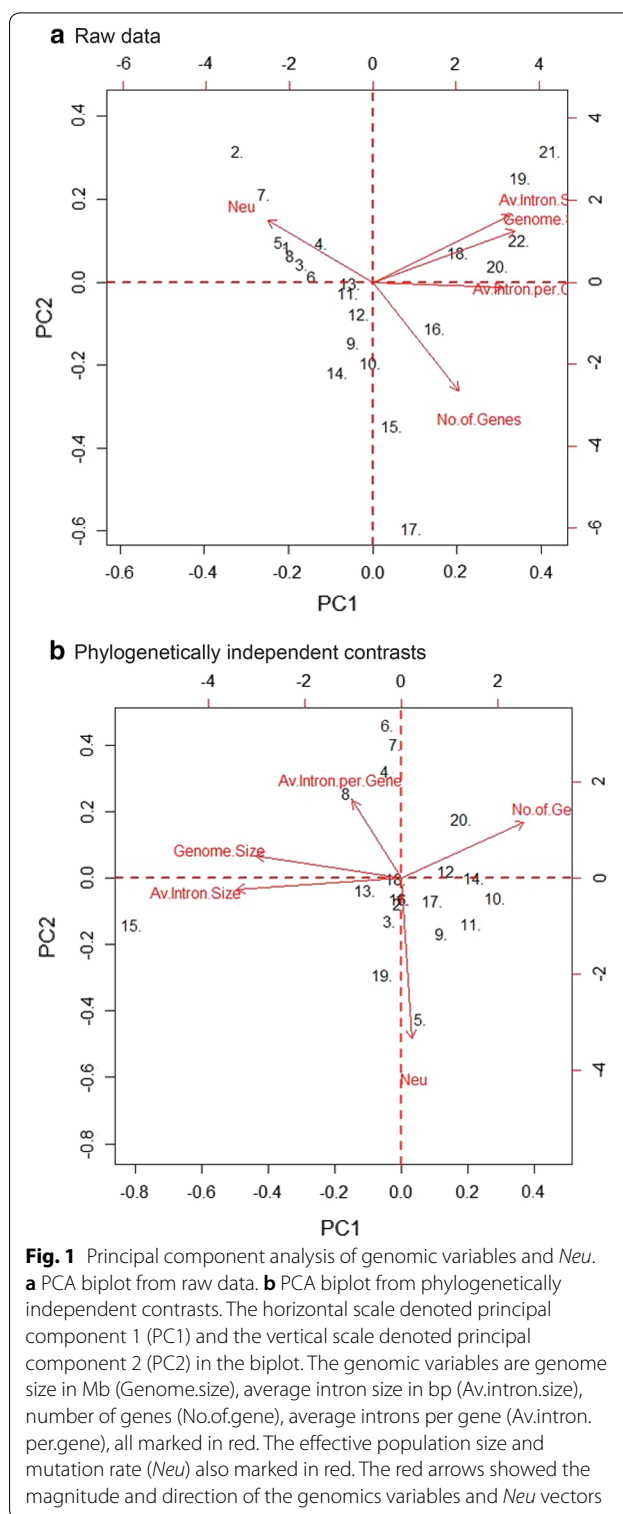 a Raw data
-6 -4 -2 0 2 4
0.4 0.2 0.0 -0.2 -0.4 -0.6
PC2
4 2 0 -2 -4 -6
2. 21.
19.
7.
Neu Av.Intron.S
Genome.
5. 1. 4. 22.
8. 18.
3. 20.
6. 13. Av.Intron.per.G
11.
12. 16.
9.
10.
14.
No.of.Genes
15.
17.
-0.6 -0.4 -0.2 0.0 0.2 0.4
PC1
b Phylogenetically independent contrasts
-4 -2 0 2
0.4 0.2 0.0 -0.2 -0.4 -0.6 -0.8
PC2
2 0 -2 -4
6.
7.
4.
Av.Intron.per.Gene
8. No.of.Ge
20.
Genome.Size
12.
18. 14.
Av.Intron.Size 13.
16. 17. 10.
2.
15. 3. 11.
9.
19.
5.
Neu
-0.8 -0.6 -0.4 -0.2 0.0 0.2 0.4
PC1
Fig. 1 Principal component analysis of genomic variables and Neu.
a PCA biplot from raw data. b PCA biplot from phylogenetically
independent contrasts. The horizontal scale denoted principal
component 1 (PC1) and the vertical scale denoted principal
component 2 (PC2) in the biplot. The genomic variables are genome
size in Mb (Genome.size), average intron size in bp (Av.intron.size),
number of genes (No.of.gene), average introns per gene (Av.intron.
per.gene), all marked in red. The effective population size and
mutation rate (Neu) also marked in red. The red arrows showed the
magnitude and direction of the genomics variables and Neu vectors